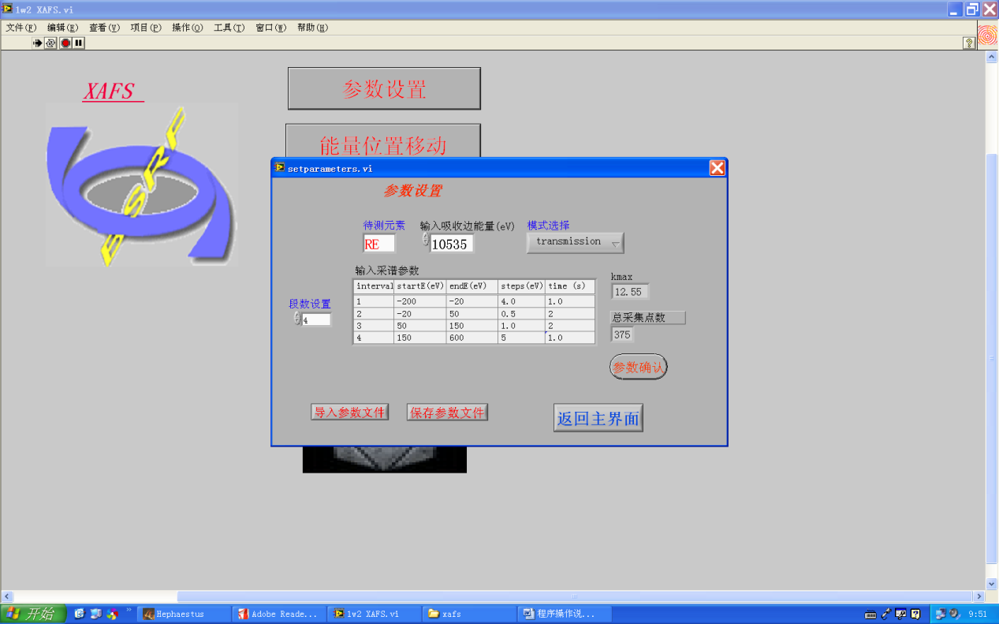 1w2 XAFS.vi
文件(F) 编辑(E) 查看(V) 项目(P) 操作(O) 工具(T) 窗口(W) 帮助(H)
XAFS
BSRF
参数设置
能量位置移动
setparameters.vi
参数设置
待测元素 输入吸收边能量(eV) 模式选择
RE 10535 transmission
输入采谱参数
interval startE(eV) endE(eV) steps(eV) time (s)
1 -200 -20 4.0 1.0
2 -20 50 0.5 2
3 50 150 1.0 2
4 150 600 5 1.0
段数设置
4
kmax
12.55
总采集点数
375
参数确认
导入参数文件 保存参数文件 返回主界面
开始 » Hephaestus Adobe Reade... 1w2 XAFS.vi xafs 程序操作说... 9:51